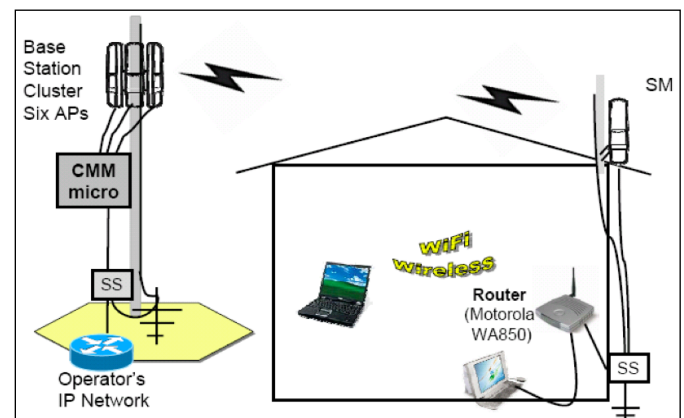 Base
Station
Cluster
Six APs
CMM
micro
SS
Operator's
IP Network
SM
WiFi
Wireless
Router
(Motorola
WA850)
SS